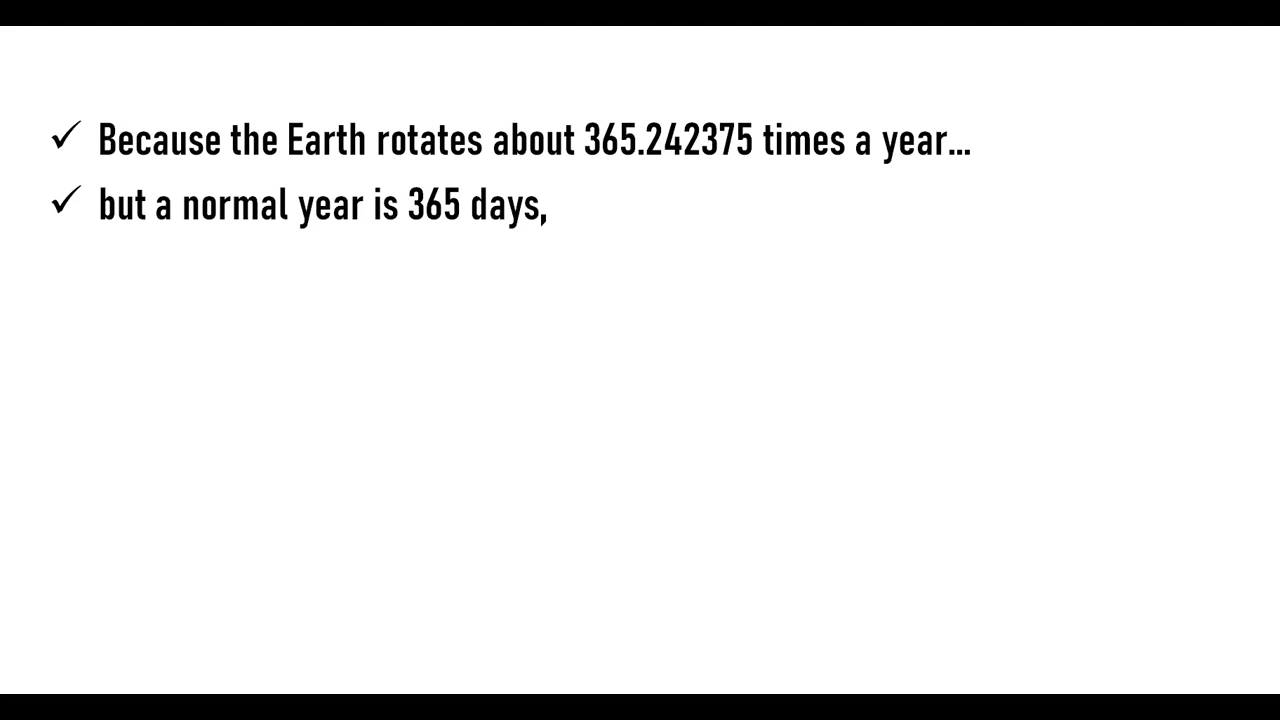 ✓ Because the Earth rotates about 365.242375 times a year...
✓ but a normal year is 365 days,